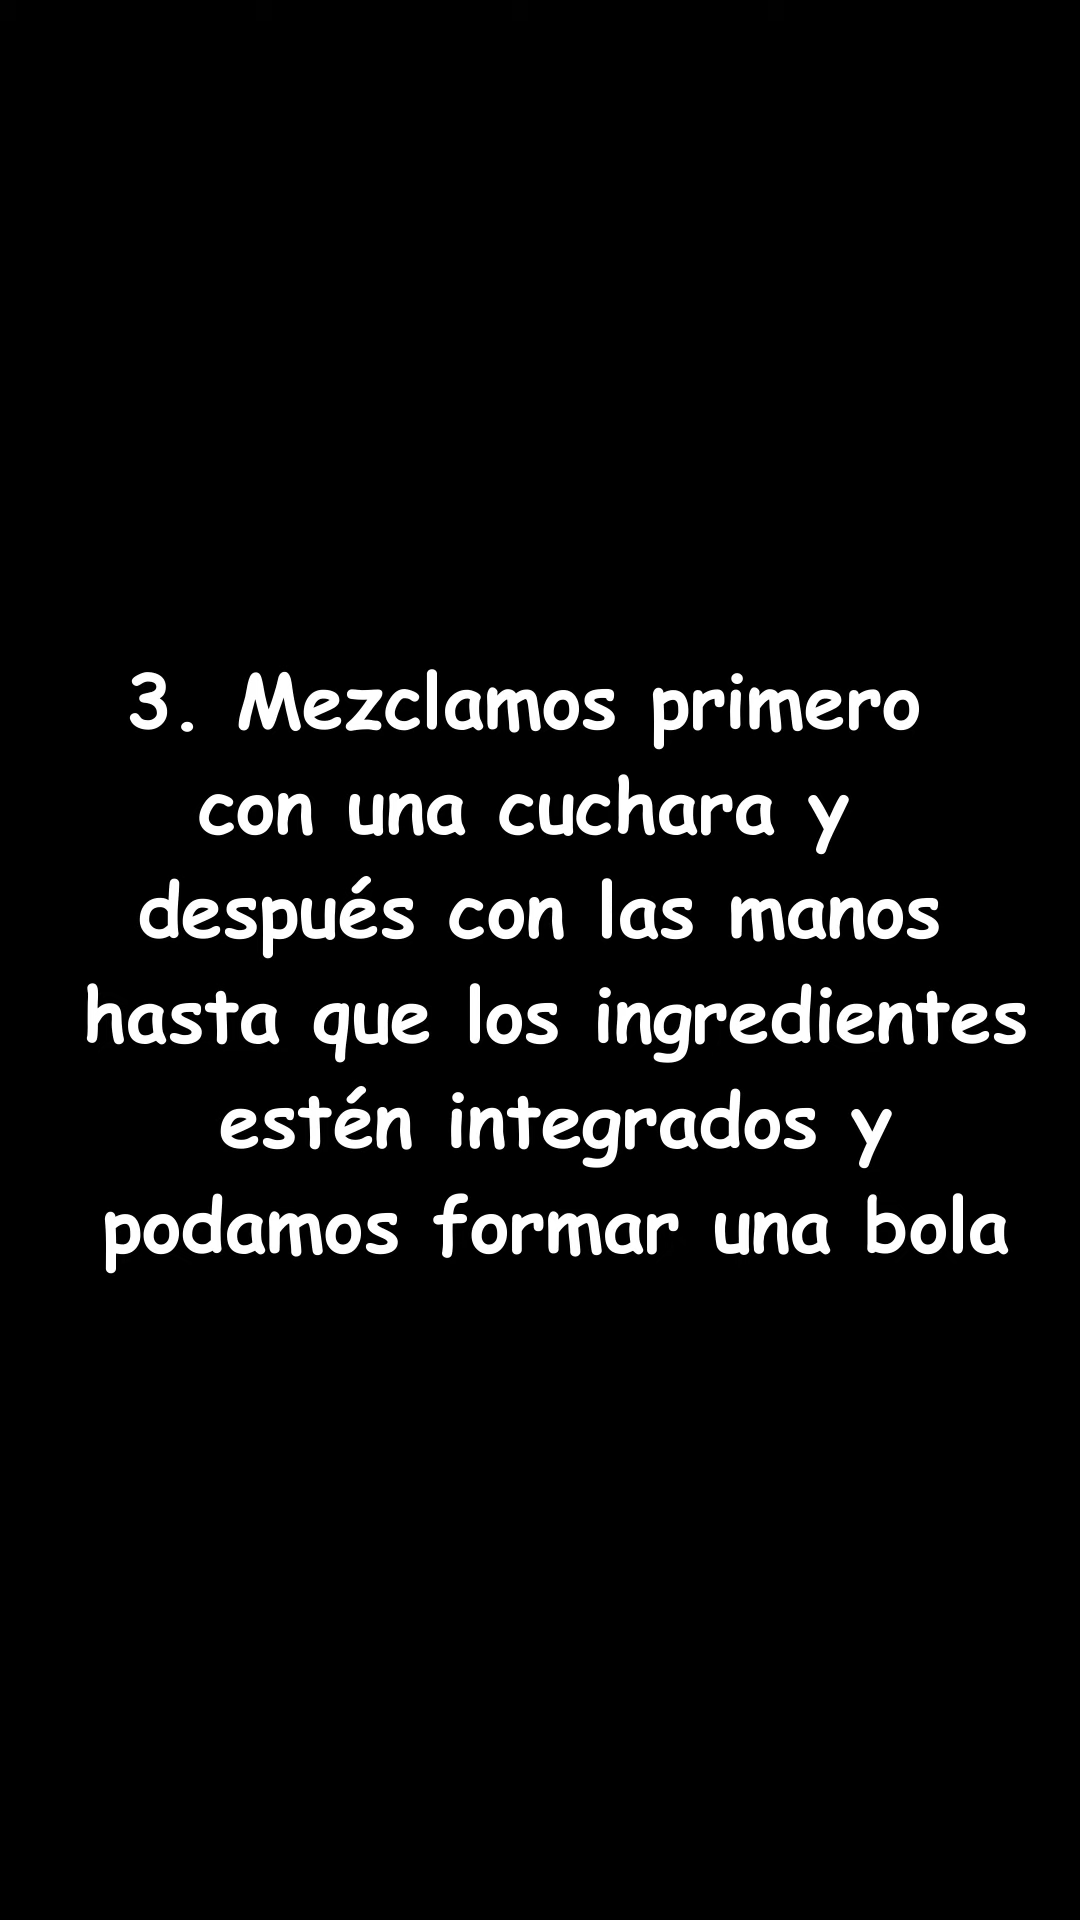 3. Mezclamos primero
con una cuchara y
después con las manos
hasta que los ingredientes
estén integrados y
podamos formar una bola